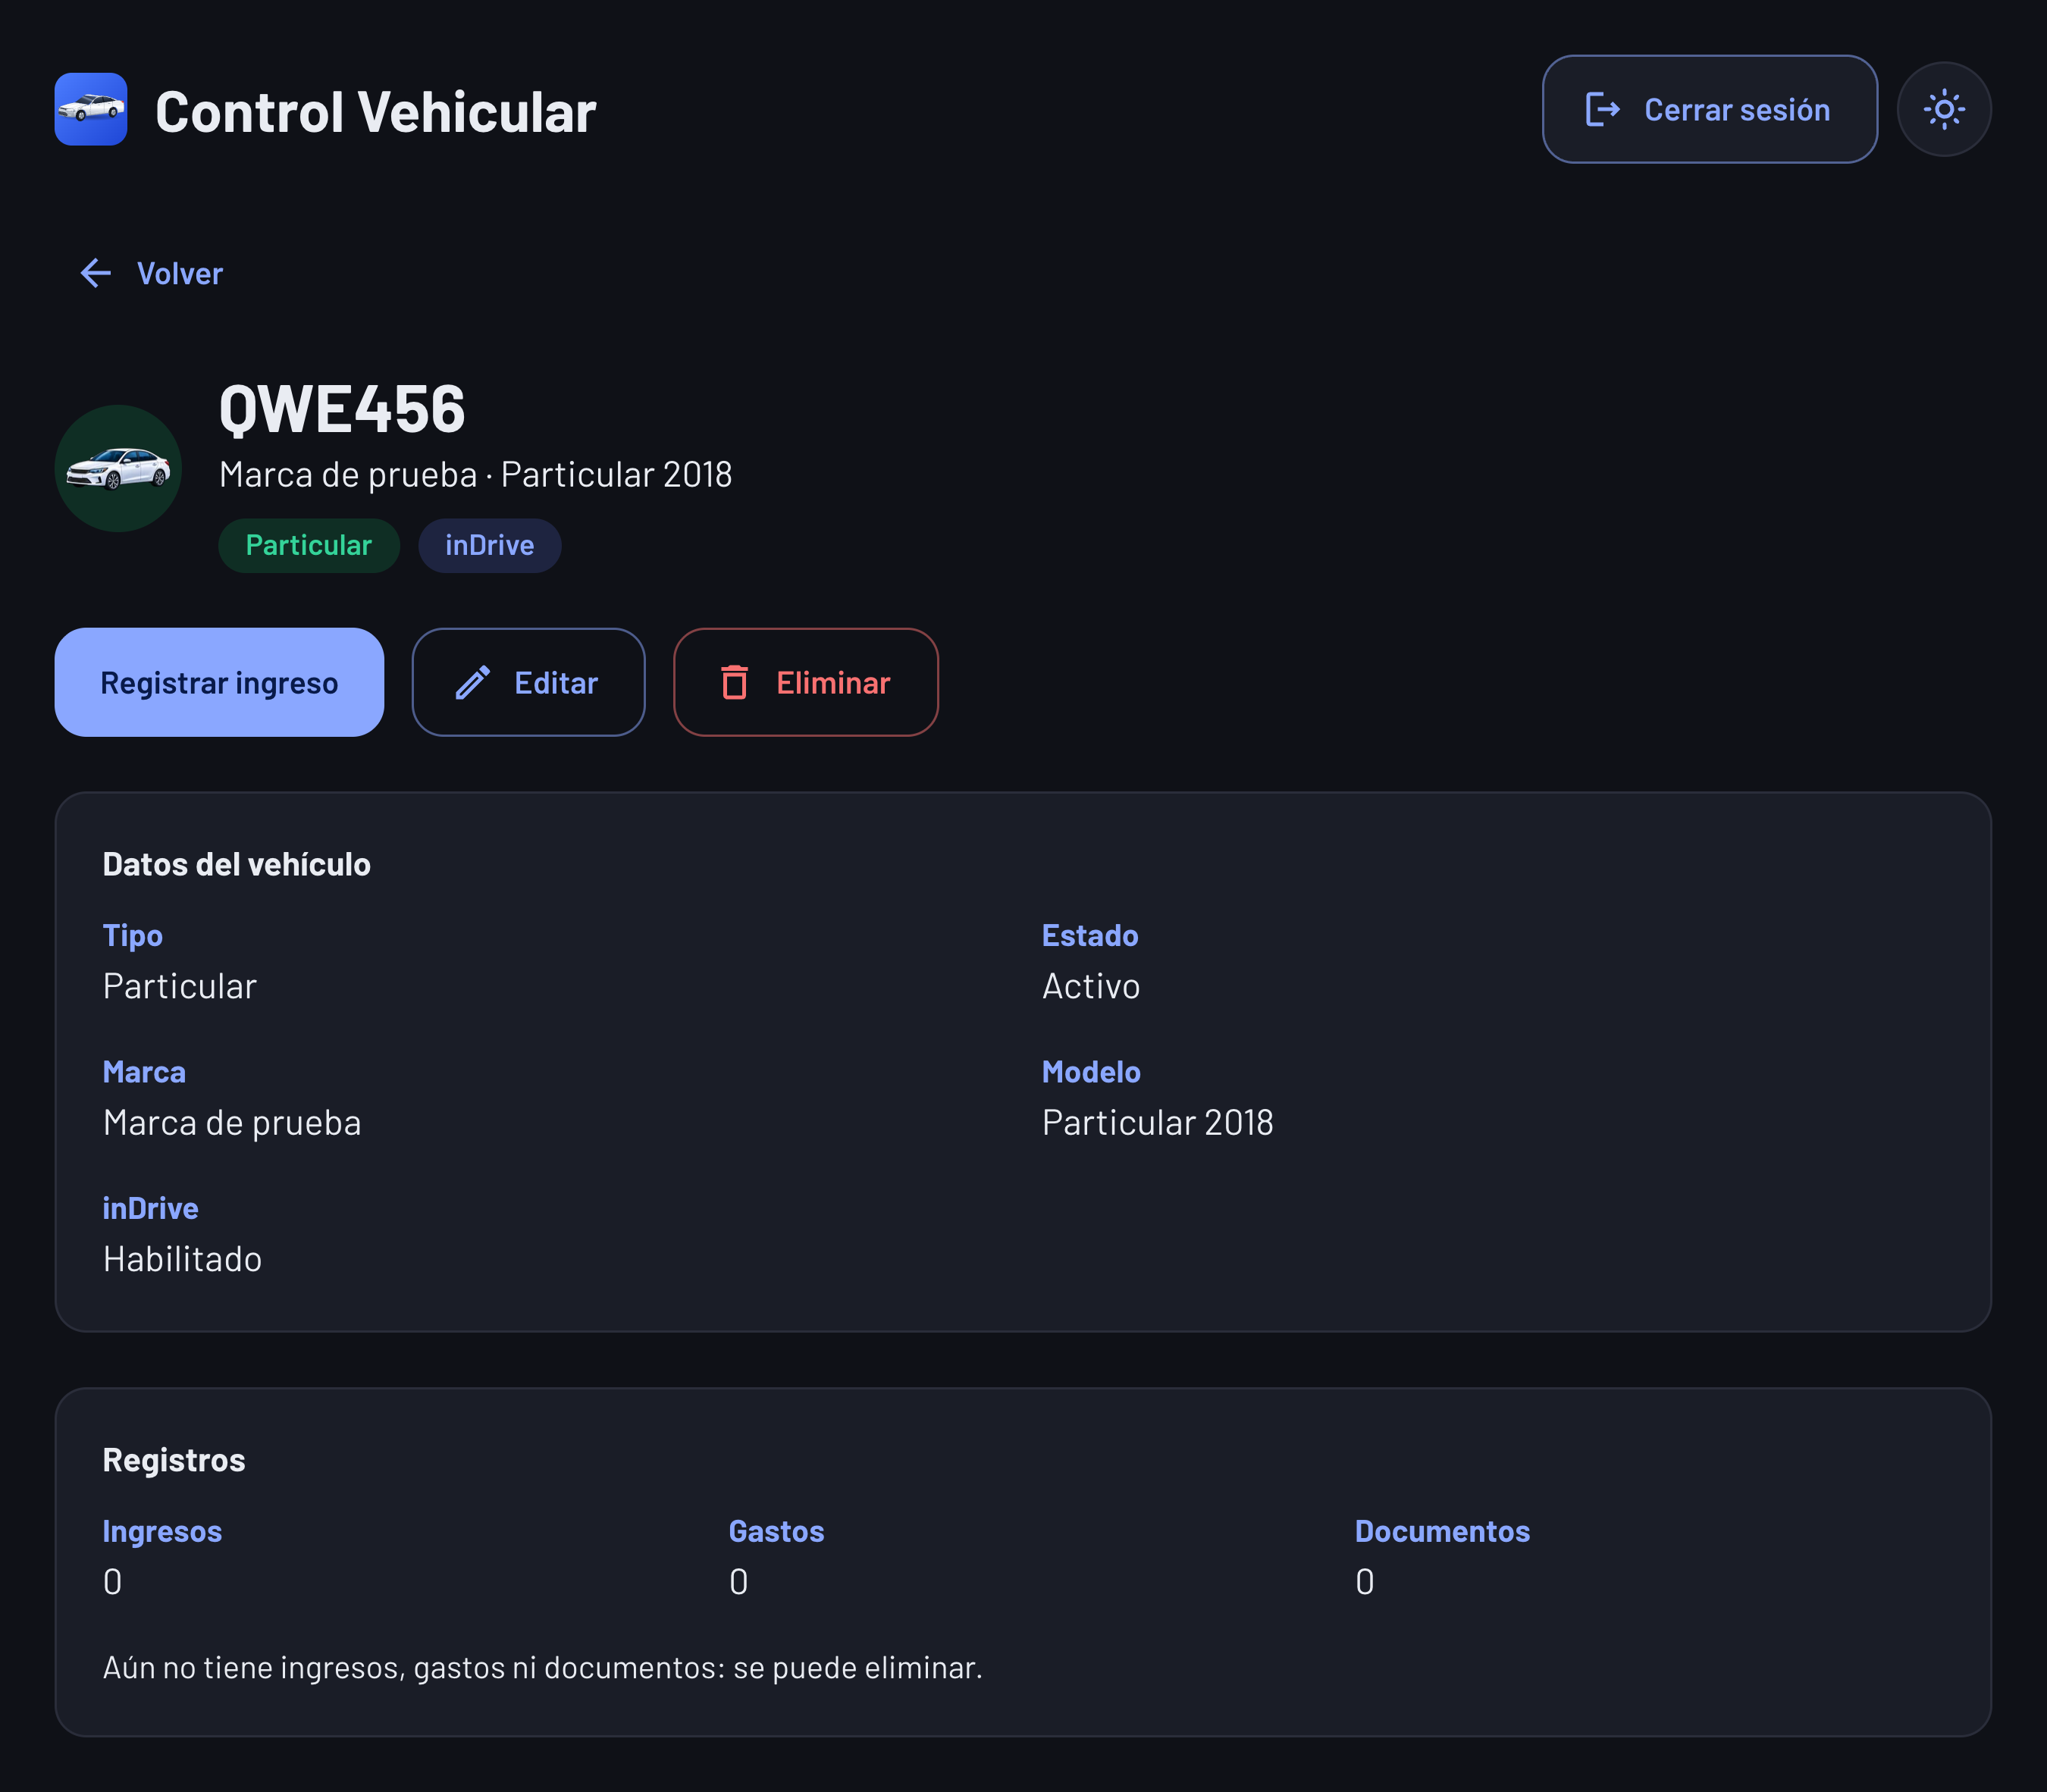 Control Vehicular
Cerrar sesión
Volver
QWE456
Marca de prueba · Particular 2018
Particular
inDrive
Registrar ingreso
Editar
Eliminar
Datos del vehículo
Tipo
Particular
Estado
Activo
Marca
Marca de prueba
Modelo
Particular 2018
inDrive
Habilitado
Registros
Ingresos
0
Gastos
0
Documentos
0
Aún no tiene ingresos, gastos ni documentos: se puede eliminar.